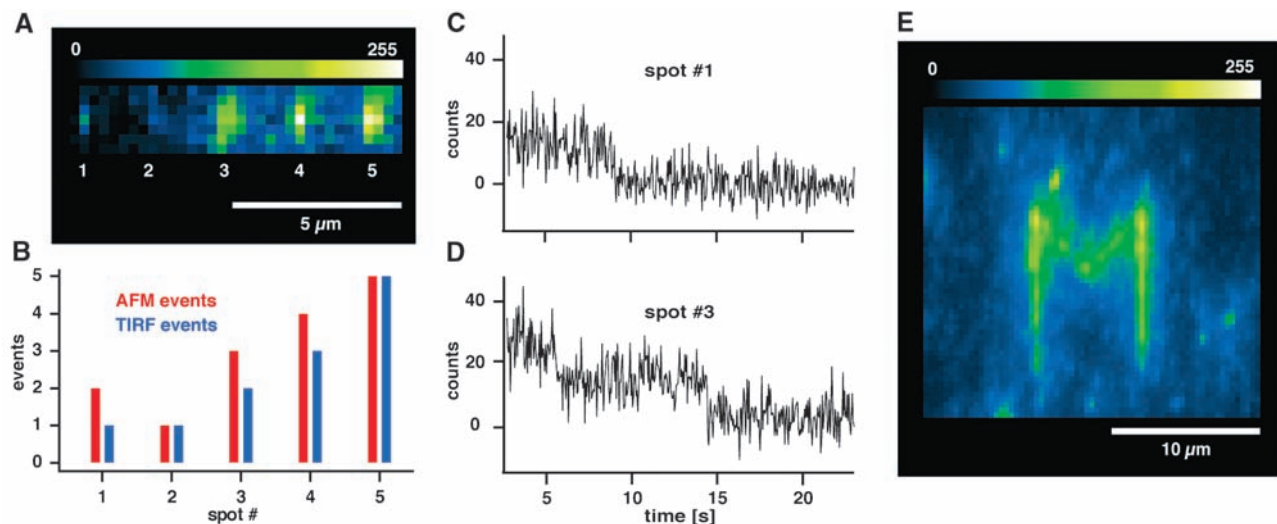 A
0 255
1 2 3 4 5
5 µm
B
5
4
3
2
1
0
events
AFM events
TIRF events
1 2 3 4 5
spot #
C
40
20
0
counts
spot #1
D
40
20
0
counts
spot #3
5 10 15 20
time [s]
E
0 255
10 µm